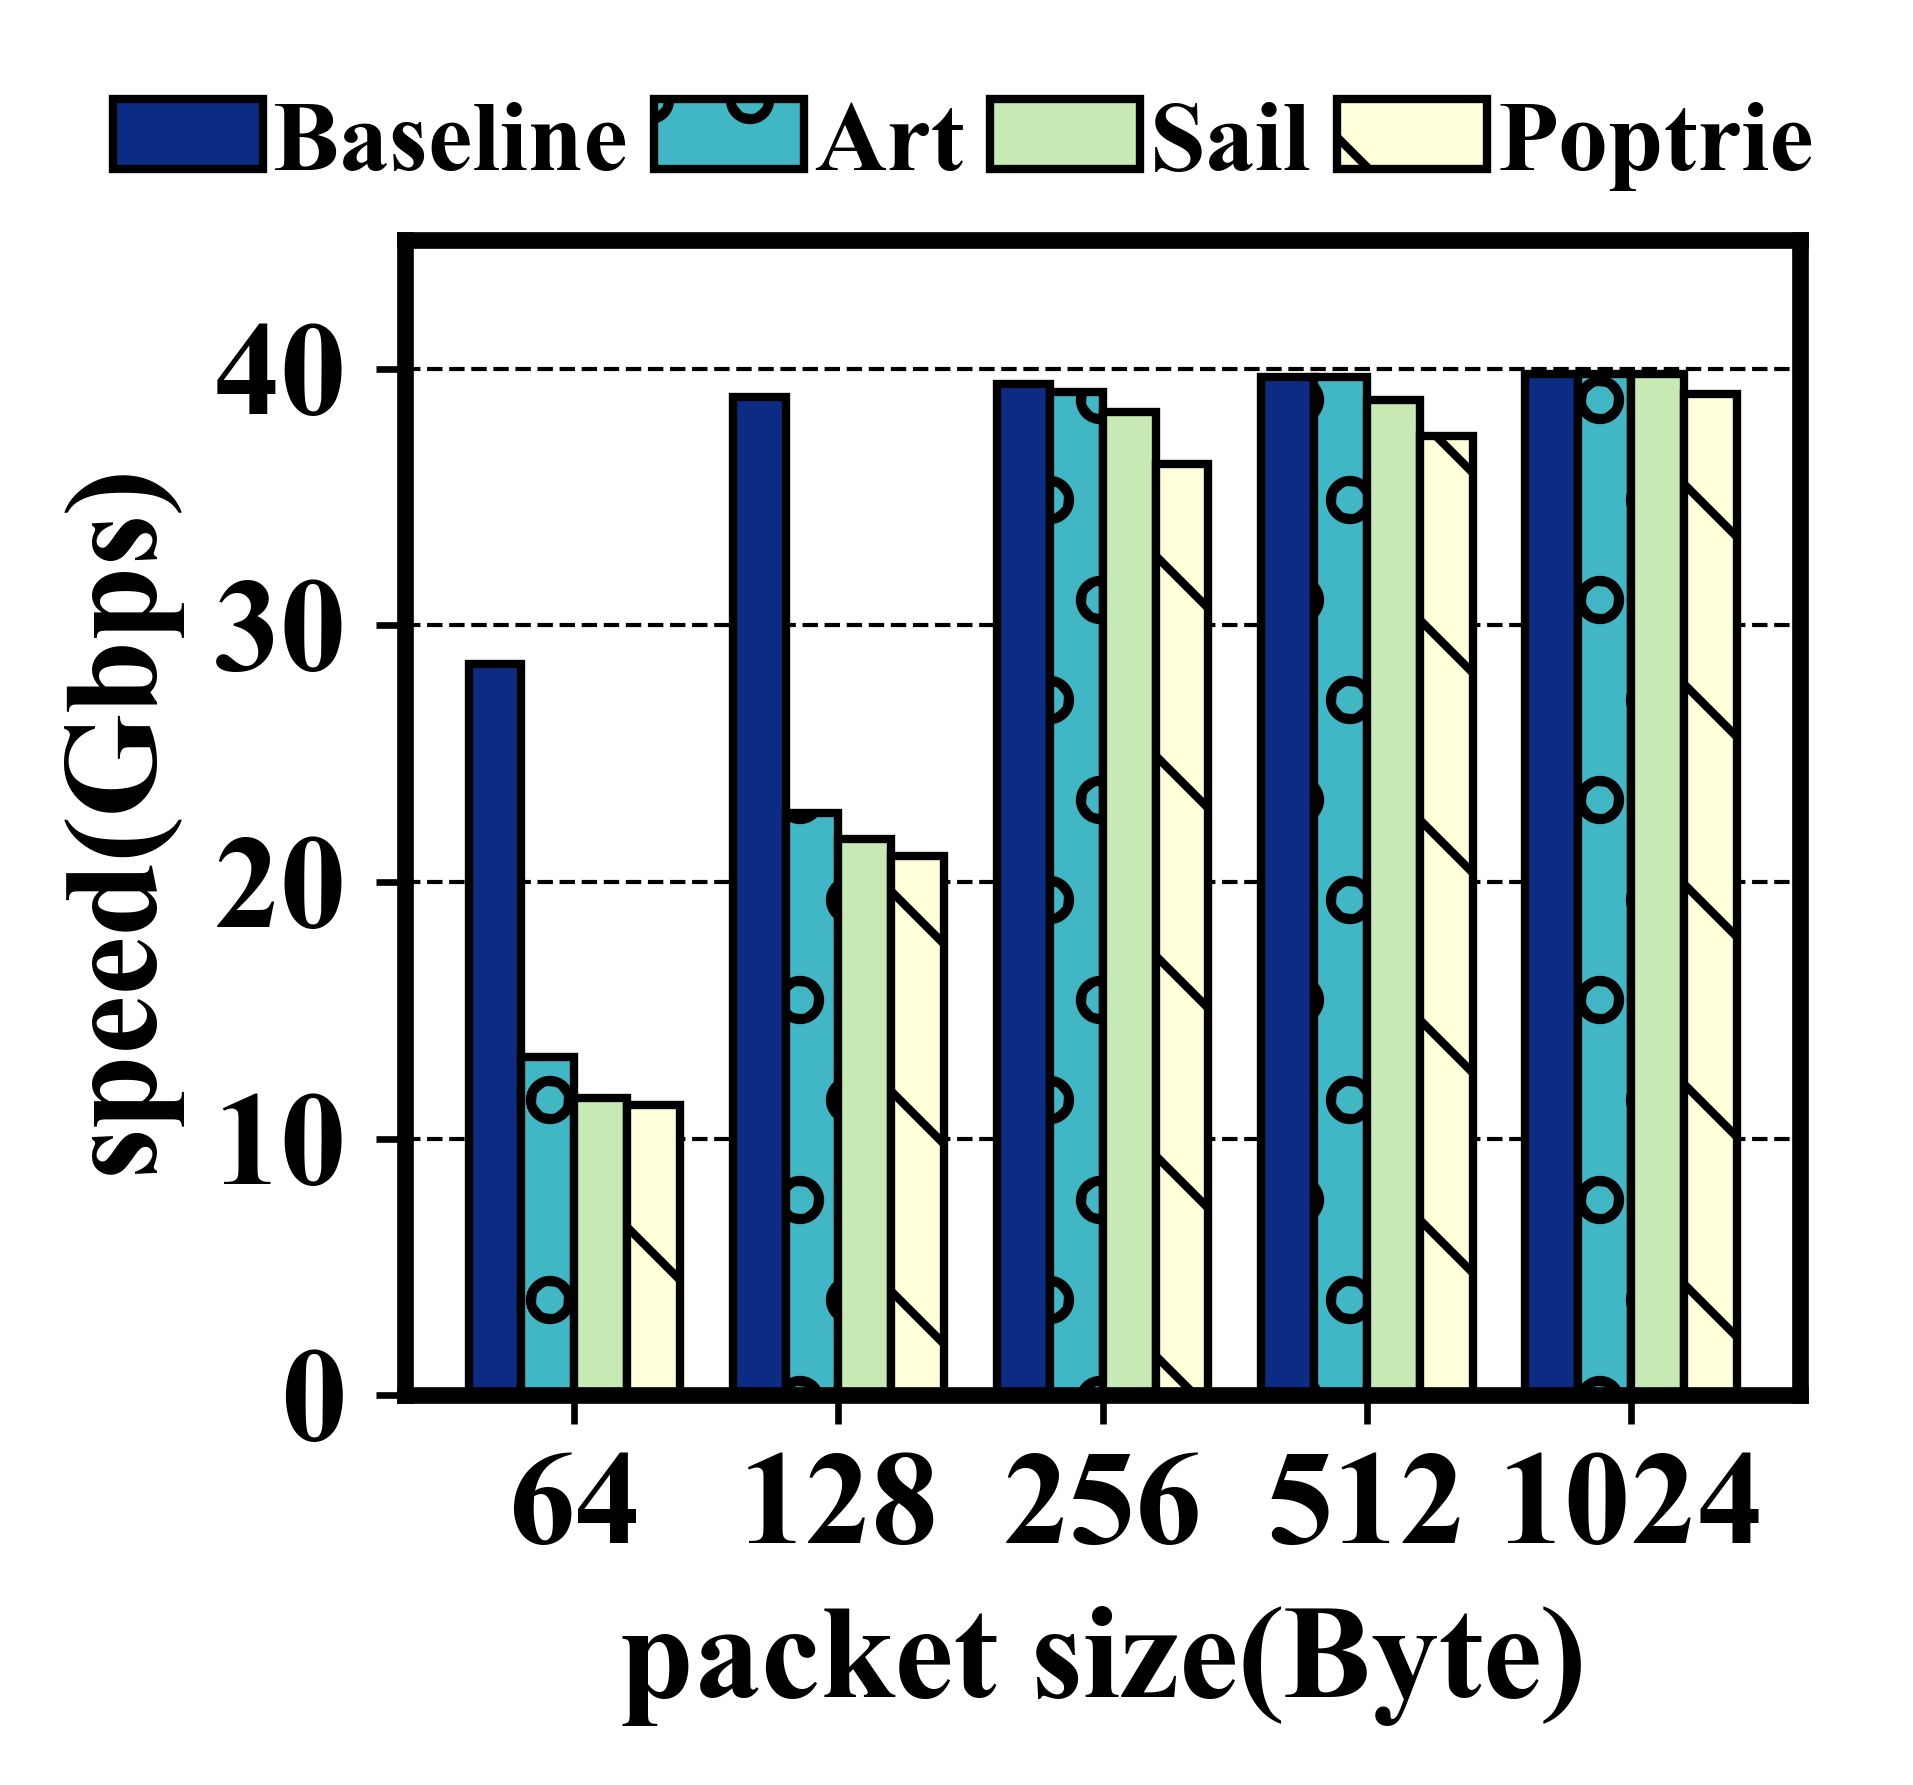 Baseline Art Sail Poptrie
speed(Gbps)
40
30
20
10
0
64 128 256 512 1024
packet size(Byte)